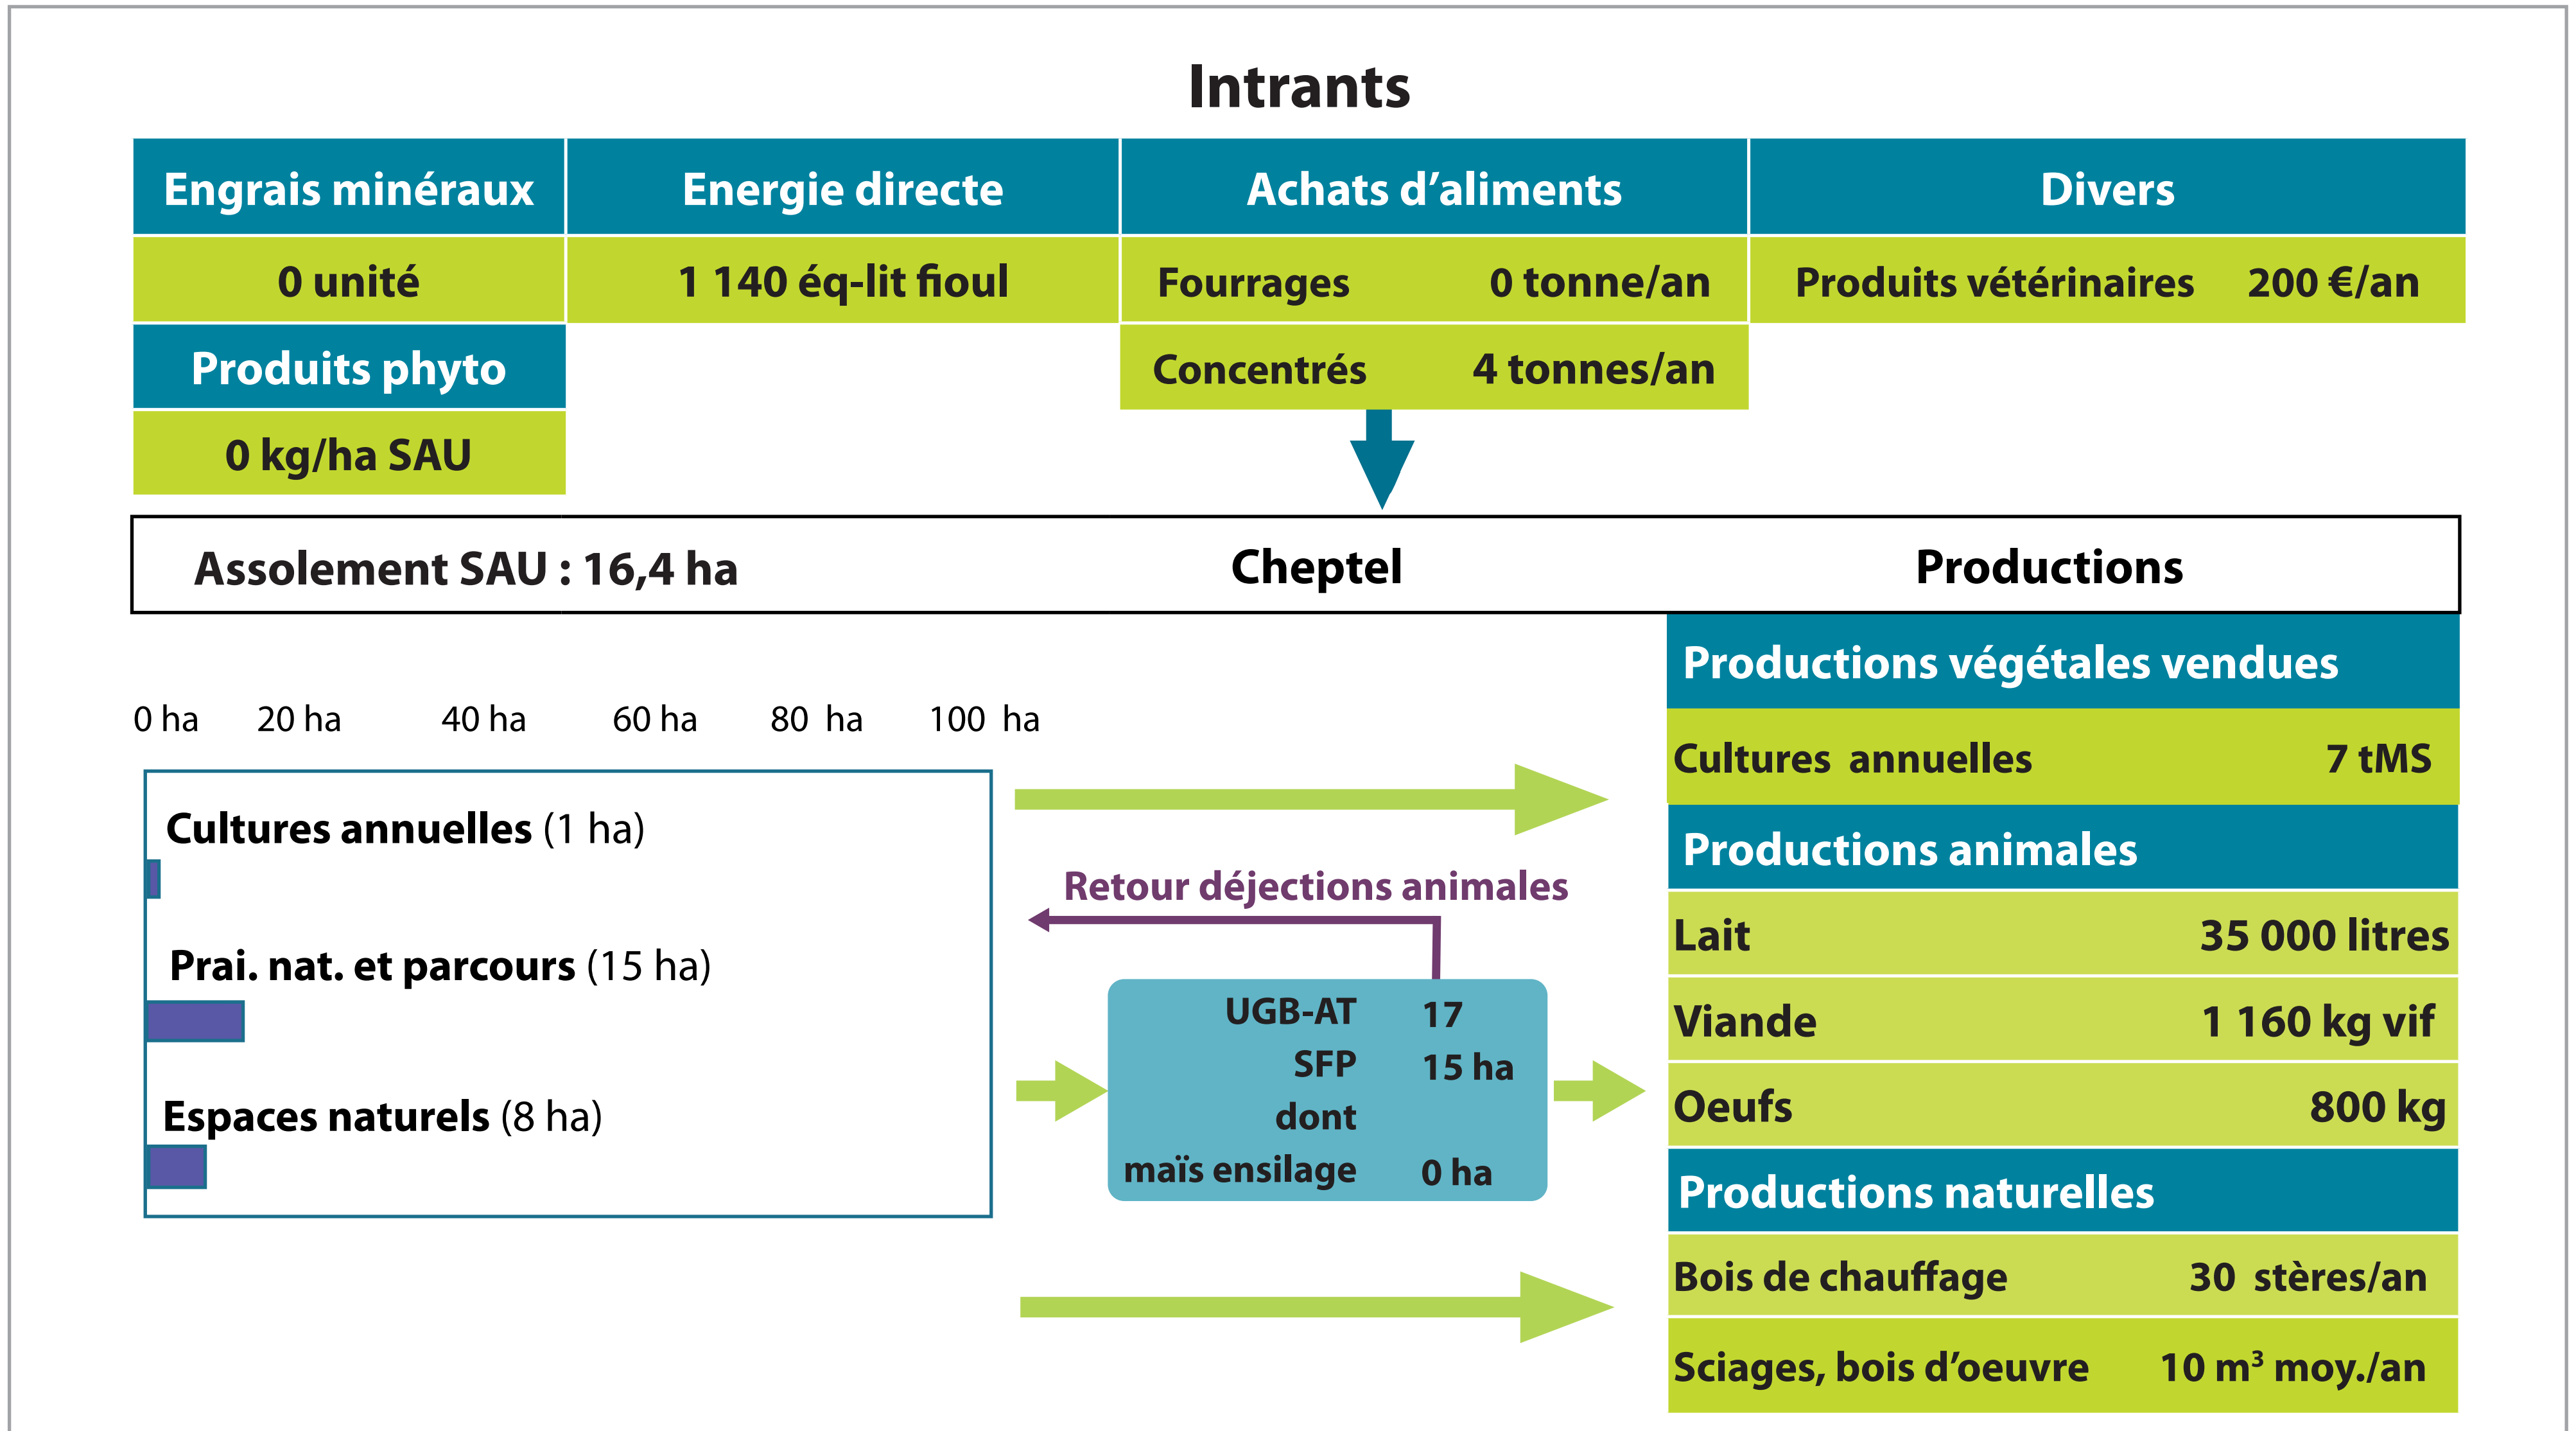 Intrants
Engrais minéraux Energie directe Achats d’aliments Divers
0 unité 1 140 éq-lit fioul Fourrages 0 tonne/an Produits vétérinaires 200 €/an
Produits phyto Concentrés 4 tonnes/an
0 kg/ha SAU
Assolement SAU : 16,4 ha Cheptel Productions
0 ha 20 ha 40 ha 60 ha 80 ha 100 ha
Cultures annuelles (1 ha)
Prai. nat. et parcours (15 ha)
Espaces naturels (8 ha)
Retour déjections animales
UGB-AT 17
SFP 15 ha
dont
maïs ensilage 0 ha
Productions végétales vendues
Cultures annuelles 7 tMS
Productions animales
Lait 35 000 litres
Viande 1 160 kg vif
Oeufs 800 kg
Productions naturelles
Bois de chauffage 30 stères/an
Sciages, bois d’oeuvre 10 m³ moy./an